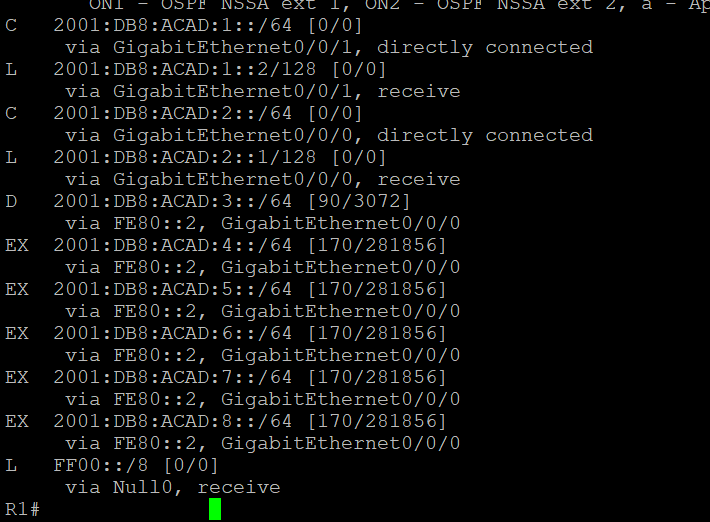 ON1 - OSPF NSSA ext 1, ON2 - OSPF NSSA ext 2, a - Ap
C 2001:DB8:ACAD:1::/64 [0/0]
via GigabitEthernet0/0/1, directly connected
L 2001:DB8:ACAD:1::2/128 [0/0]
via GigabitEthernet0/0/1, receive
C 2001:DB8:ACAD:2::/64 [0/0]
via GigabitEthernet0/0/0, directly connected
L 2001:DB8:ACAD:2::1/128 [0/0]
via GigabitEthernet0/0/0, receive
D 2001:DB8:ACAD:3::/64 [90/3072]
via FE80::2, GigabitEthernet0/0/0
EX 2001:DB8:ACAD:4::/64 [170/281856]
via FE80::2, GigabitEthernet0/0/0
EX 2001:DB8:ACAD:5::/64 [170/281856]
via FE80::2, GigabitEthernet0/0/0
EX 2001:DB8:ACAD:6::/64 [170/281856]
via FE80::2, GigabitEthernet0/0/0
EX 2001:DB8:ACAD:7::/64 [170/281856]
via FE80::2, GigabitEthernet0/0/0
EX 2001:DB8:ACAD:8::/64 [170/281856]
via FE80::2, GigabitEthernet0/0/0
L FF00::/8 [0/0]
via Null0, receive
R1#